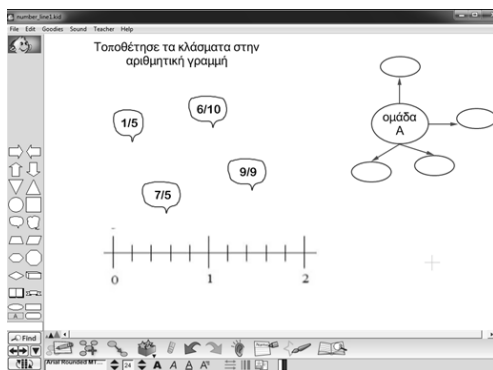 number_line1.kid
File Edit Goodies Sound Teacher Help
Τοποθέτησε τα κλάσματα στην
αριθμητική γραμμή
6/10
1/5
ομάδα
Α
9/9
7/5
0 1 2
Find
Arial Rounded MT... 24 A A A A